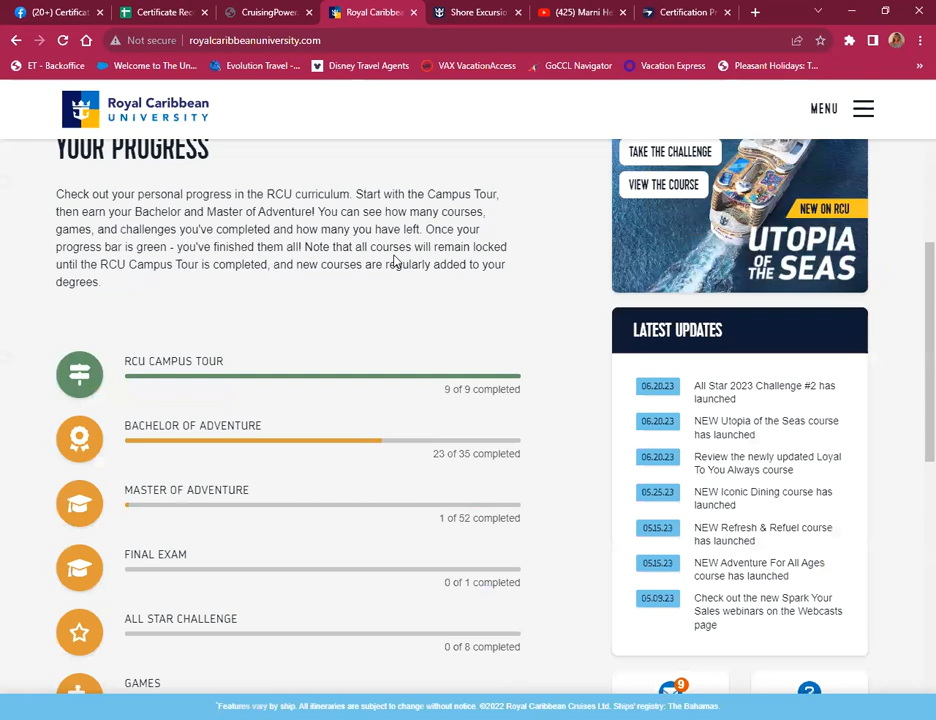 (20+) Certificat
Certificate Rec
CruisingPower.
Royal Caribbea
Shore Excursio
(425) Marni He
Certification Pr
Not secure
royalcaribbeanuniversity.com
ET - Backoffice
Welcome to The Un...
Evolution Travel -...
Disney Travel Agents
VAX VacationAccess
GoCCL Navigator
Vacation Express
Pleasant Holidays: T...
»
Royal Caribbean
UNIVERSITY
MENU
YOUR PROGRESS
Check out your personal progress in the RCU curriculum. Start with the Campus Tour,
then earn your Bachelor and Master of Adventure! You can see how many courses,
games, and challenges you've completed and how many you have left. Once your
progress bar is green - you've finished them all! Note that all courses will remain locked
until the RCU Campus Tour is completed, and new courses are regularly added to your
degrees.
RCU CAMPUS TOUR
9 of 9 completed
BACHELOR OF ADVENTURE
23 of 35 completed
MASTER OF ADVENTURE
1 of 52 completed
FINAL EXAM
0 of 1 completed
ALL STAR CHALLENGE
0 of 8 completed
GAMES
TAKE THE CHALLENGE
VIEW THE COURSE
NEW ON RCU
UTOPIA
OF THE SEAS
LATEST UPDATES
06.20.23
All Star 2023 Challenge #2 has
launched
06.20.23
NEW Utopia of the Seas course
has launched
06.20.23
Review the newly updated Loyal
To You Always course
05.25.23
NEW Iconic Dining course has
launched
05.15.23
NEW Refresh & Refuel course
has launched
05.15.23
NEW Adventure For All Ages
course has launched
05.09.23
Check out the new Spark Your
Sales webinars on the Webcasts
page
9
?
*Features vary by ship. All itineraries are subject to change without notice. ©2022 Royal Caribbean Cruises Ltd. Ships' registry: The Bahamas.